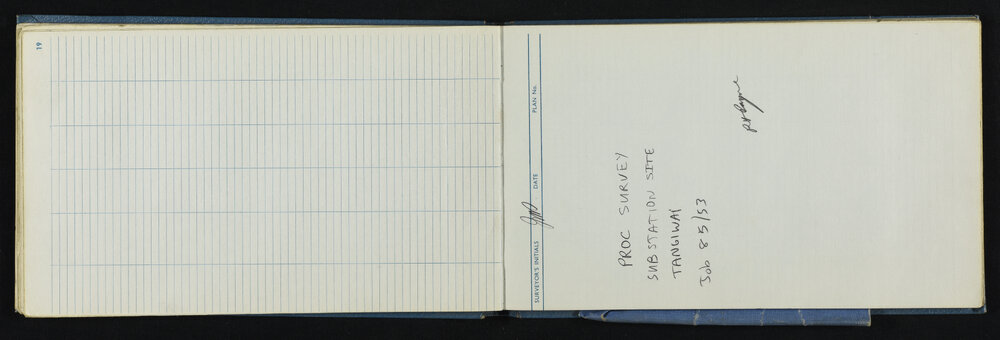 19
SURVEYOR'S INITIALS DATE PLAN No.
PROC SURVEY
SUBSTATION SITE
TANGIWAI
Job 85/53